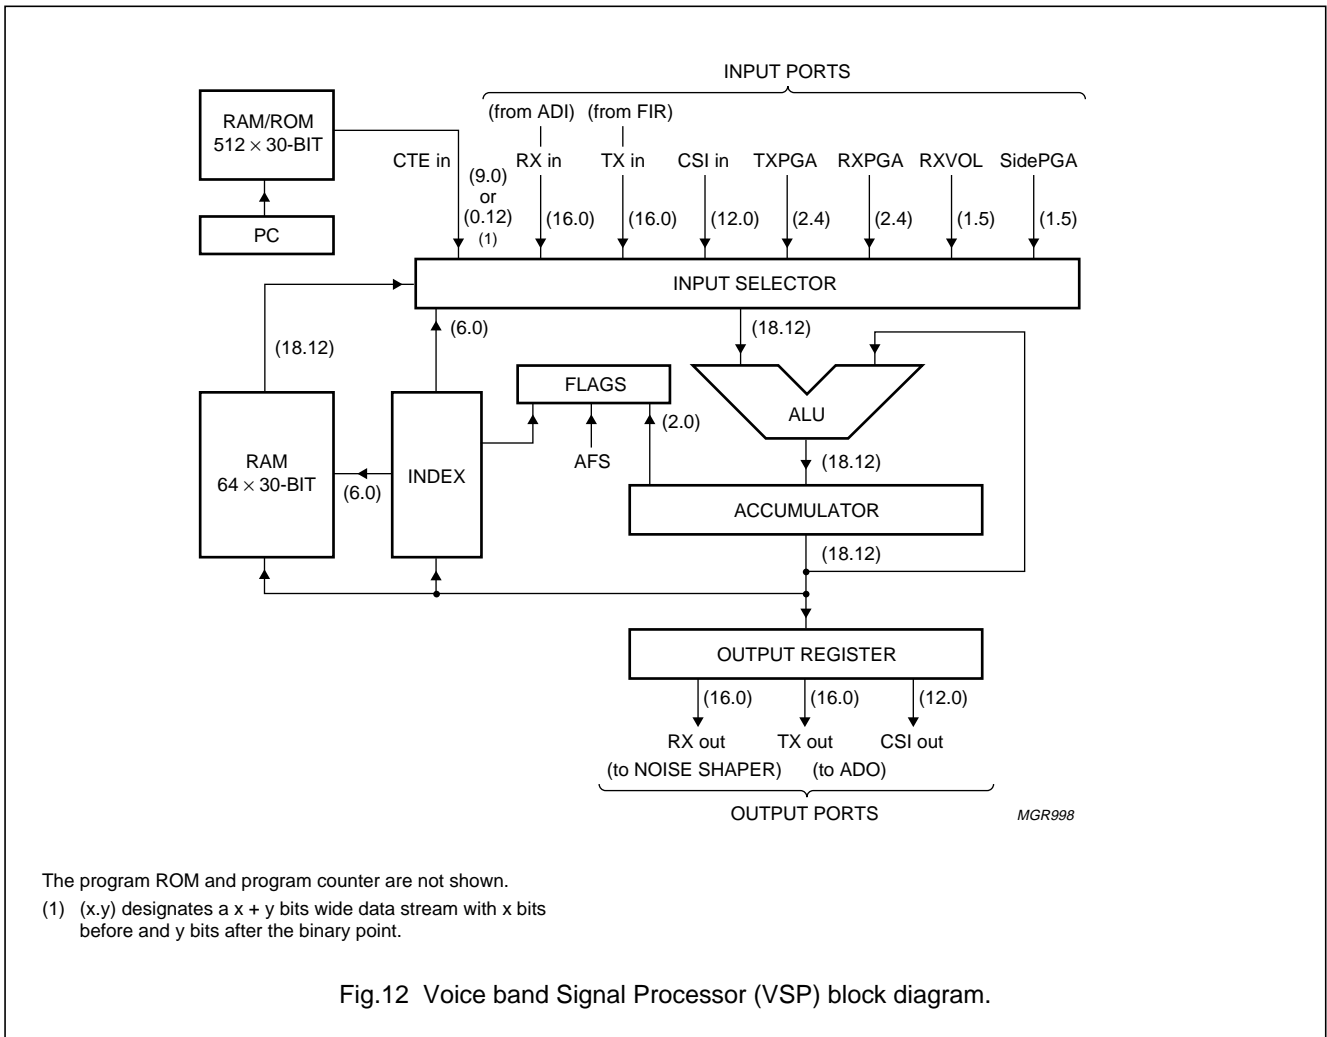 INPUT PORTS
(from ADI) (from FIR)
RAM/ROM
512 × 30-BIT
CTE in
RX in
TX in
CSI in
TXPGA
RXPGA
RXVOL
SidePGA
(9.0)
or
(0.12)
(1)
(16.0)
(16.0)
(12.0)
(2.4)
(2.4)
(1.5)
(1.5)
PC
INPUT SELECTOR
(18.12)
(6.0)
(18.12)
FLAGS
ALU
(2.0)
AFS
RAM
64 × 30-BIT
(6.0)
INDEX
(18.12)
ACCUMULATOR
(18.12)
OUTPUT REGISTER
(16.0)
(16.0)
(12.0)
RX out
TX out
CSI out
(to NOISE SHAPER)
(to ADO)
OUTPUT PORTS
MGR998
The program ROM and program counter are not shown.
(1) (x.y) designates a x + y bits wide data stream with x bits
before and y bits after the binary point.
Fig.12 Voice band Signal Processor (VSP) block diagram.